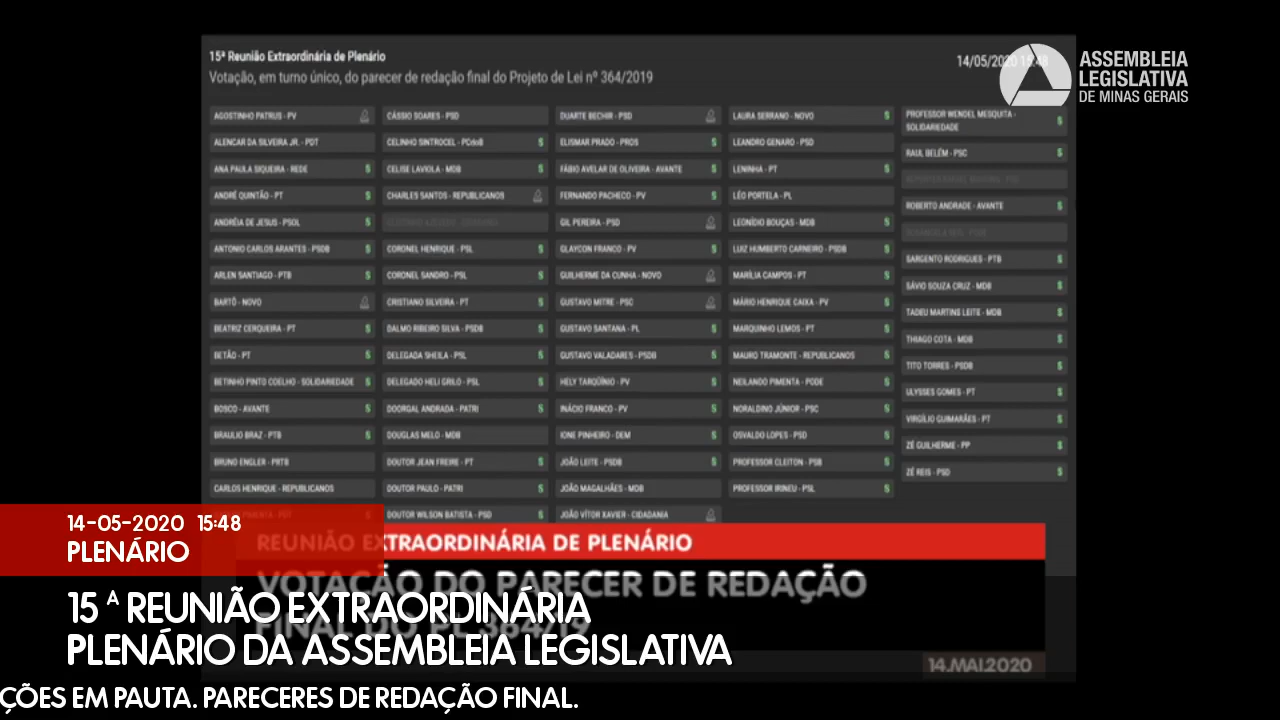 15ª Reunião Extraordinária de Plenário
14/05/2020 15:48
Votação, em turno único, do parecer de redação final do Projeto de Lei nº 364/2019
ASSEMBLEIA
LEGISLATIVA
DE MINAS GERAIS
AGOSTINHO PATRUS - PV
ALENCAR DA SILVEIRA JR. - PDT
ANA PAULA SIQUEIRA - REDE S
ANDRÉ QUINTÃO - PT S
ANDRÉIA DE JESUS - PSOL S
ANTONIO CARLOS ARANTES - PSDB S
ARLEN SANTIAGO - PTB S
BARTÔ - NOVO
BEATRIZ CERQUEIRA - PT S
BETÃO - PT S
BETINHO PINTO COELHO - SOLIDARIEDADE S
BOSCO - AVANTE S
BRAULIO BRAZ - PTB S
BRUNO ENGLER - PRTB S
CARLOS HENRIQUE - REPUBLICANOS
CÁSSIO SOARES - PSD
CELINHO SINTROCEL - PCdoB S
CELISE LAVIOLA - MDB S
CHARLES SANTOS - REPUBLICANOS
CORONEL HENRIQUE - PSL S
CORONEL SANDRO - PSL S
CRISTIANO SILVEIRA - PT S
DALMO RIBEIRO SILVA - PSDB S
DELEGADA SHEILA - PSL S
DELEGADO HELI GRILO - PSL S
DOORGAL ANDRADA - PATRI S
DOUGLAS MELO - MDB
DOUTOR JEAN FREIRE - PT S
DOUTOR PAULO - PATRI S
DOUTOR WILSON BATISTA - PSD S
DUARTE BECHIR - PSD
ELISMAR PRADO - PROS S
FÁBIO AVELAR DE OLIVEIRA - AVANTE S
FERNANDO PACHECO - PV S
GIL PEREIRA - PSD
GLAYCON FRANCO - PV S
GUILHERME DA CUNHA - NOVO
GUSTAVO MITRE - PSC
GUSTAVO SANTANA - PL S
GUSTAVO VALADARES - PSDB S
HELY TARQÜÍNIO - PV S
INÁCIO FRANCO - PV S
IONE PINHEIRO - DEM S
JOÃO LEITE - PSDB S
JOÃO MAGALHÃES - MDB
JOÃO VÍTOR XAVIER - CIDADANIA
LAURA SERRANO - NOVO S
LEANDRO GENARO - PSD
LENINHA - PT S
LÉO PORTELA - PL
LEONÍDIO BOUÇAS - MDB S
LUIZ HUMBERTO CARNEIRO - PSDB S
MARÍLIA CAMPOS - PT S
MÁRIO HENRIQUE CAIXA - PV S
MARQUINHO LEMOS - PT S
MAURO TRAMONTE - REPUBLICANOS S
NEILANDO PIMENTA - PODE S
NORALDINO JÚNIOR - PSC S
OSVALDO LOPES - PSD S
PROFESSOR CLEITON - PSB S
PROFESSOR IRINEU - PSL S
PROFESSOR WENDEL MESQUITA -
SOLIDARIEDADE S
RAUL BELÉM - PSC S
ROBERTO ANDRADE - AVANTE S
SARGENTO RODRIGUES - PTB S
SÁVIO SOUZA CRUZ - MDB S
TADEU MARTINS LEITE - MDB S
THIAGO COTA - MDB S
TITO TORRES - PSDB S
ULYSSES GOMES - PT S
VIRGÍLIO GUIMARÃES - PT S
ZÉ GUILHERME - PP S
ZÉ REIS - PSD S
REUNIÃO EXTRAORDINÁRIA DE PLENÁRIO
VOTAÇÃO DO PARECER DE REDAÇÃO
FINAL DO PL 364/19
14.MAI.2020
14-05-2020 15:48
PLENÁRIO
15 ª REUNIÃO EXTRAORDINÁRIA
PLENÁRIO DA ASSEMBLEIA LEGISLATIVA
ÇÕES EM PAUTA. PARECERES DE REDAÇÃO FINAL.